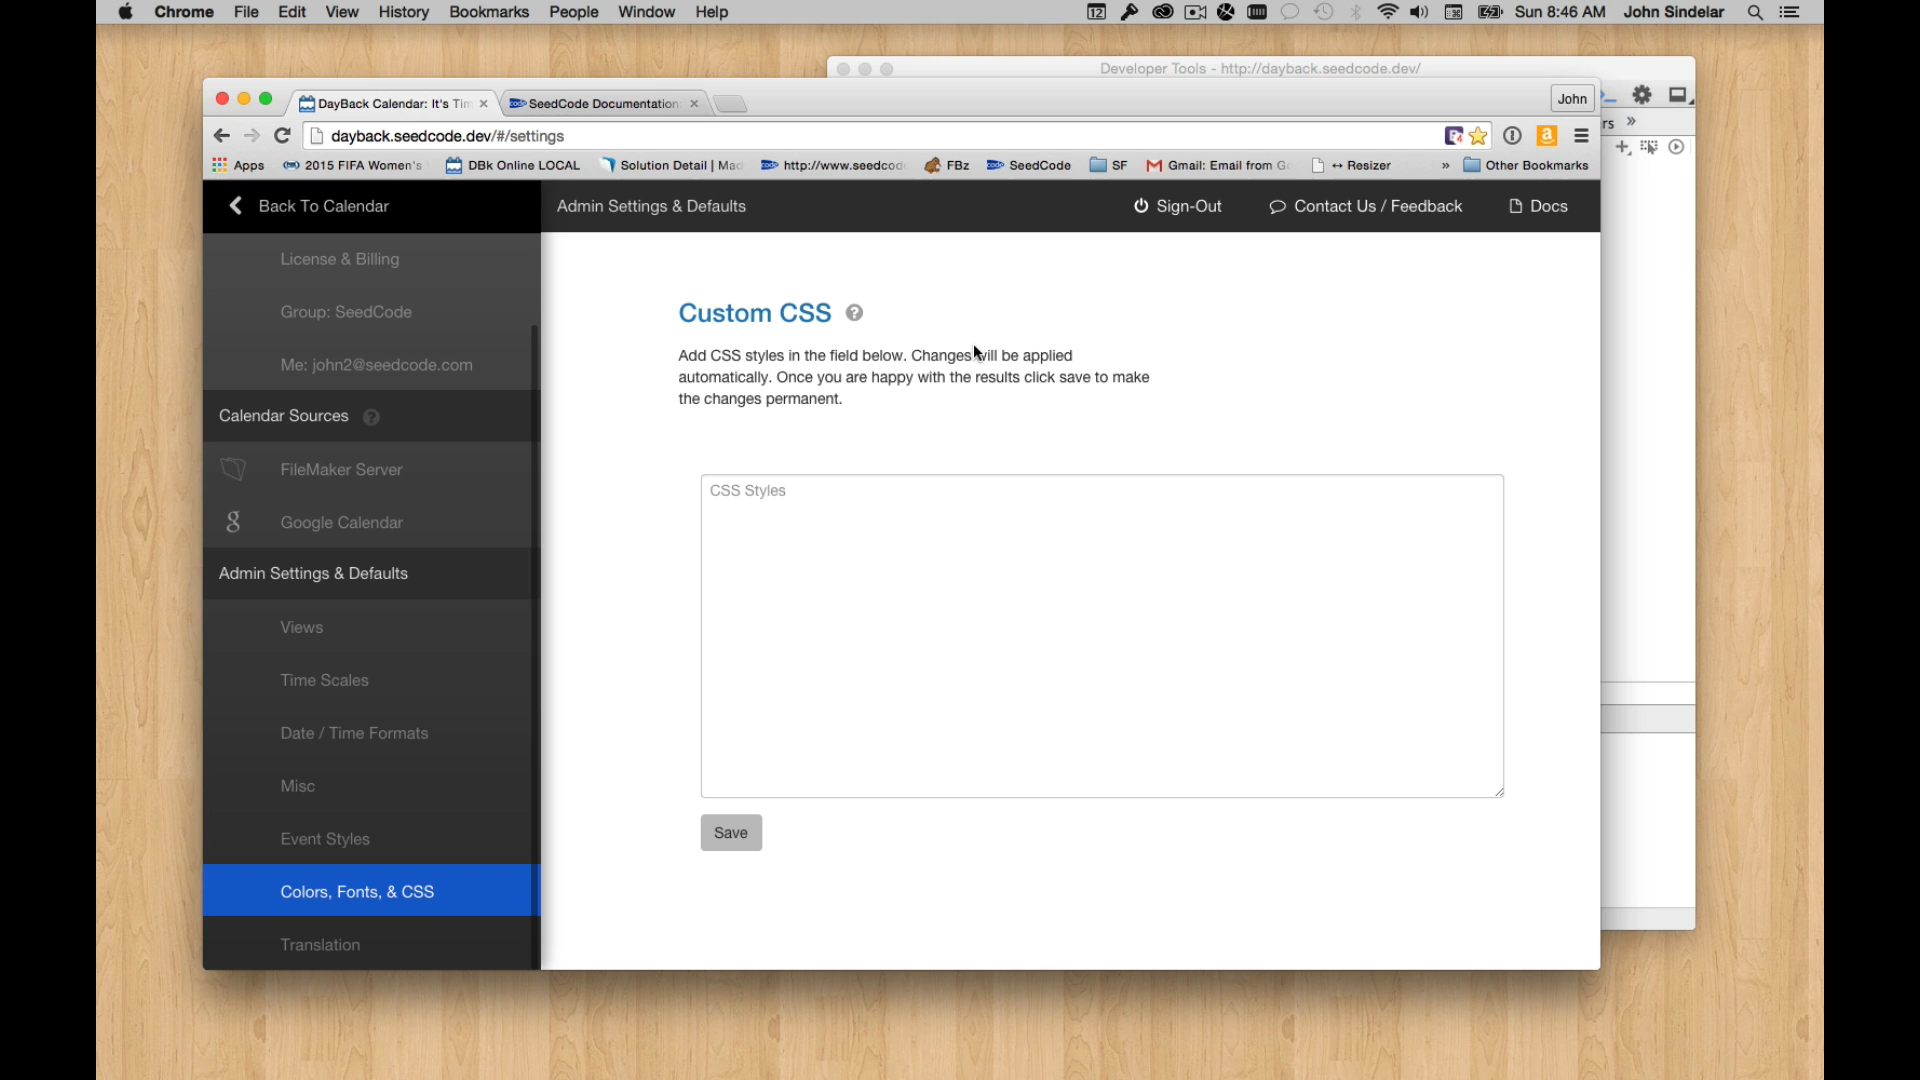 Chrome File Edit View History Bookmarks People Window Help
12 Sun 8:46 AM John Sindelar
Developer Tools - http://dayback.seedcode.dev/
DayBack Calendar: It's Tim
SeedCode Documentation
John
dayback.seedcode.dev/#/settings
rs »
Apps 2015 FIFA Women's DBk Online LOCAL Solution Detail | Mad http://www.seedcode FBz SeedCode SF Gmail: Email from Go ↔ Resizer » Other Bookmarks
Back To Calendar
Admin Settings & Defaults
Sign-Out
Contact Us / Feedback
Docs
License & Billing
Group: SeedCode
Me: john2@seedcode.com
Calendar Sources ?
FileMaker Server
Google Calendar
Admin Settings & Defaults
Views
Time Scales
Date / Time Formats
Misc
Event Styles
Colors, Fonts, & CSS
Translation
Custom CSS ?
Add CSS styles in the field below. Changes will be applied
automatically. Once you are happy with the results click save to make
the changes permanent.
CSS Styles
Save